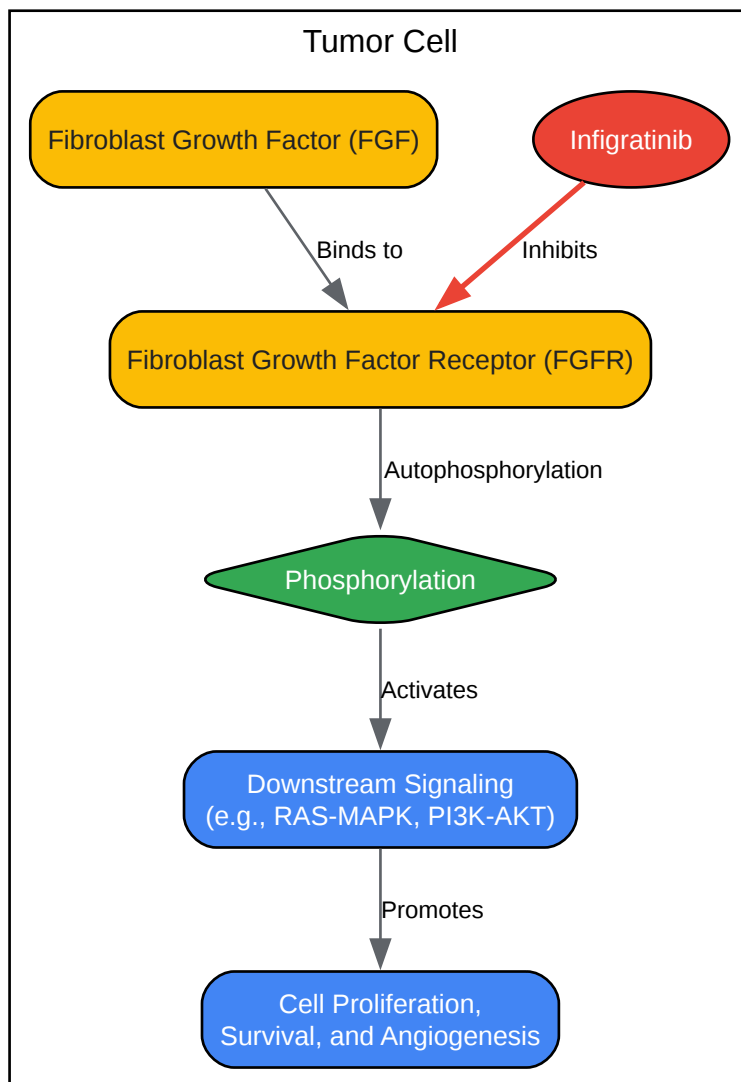 Tumor Cell
Fibroblast Growth Factor (FGF)
Infigratinib
Binds to
Inhibits
Fibroblast Growth Factor Receptor (FGFR)
Autophosphorylation
Phosphorylation
Activates
Downstream Signaling
(e.g., RAS-MAPK, PI3K-AKT)
Promotes
Cell Proliferation,
Survival, and Angiogenesis